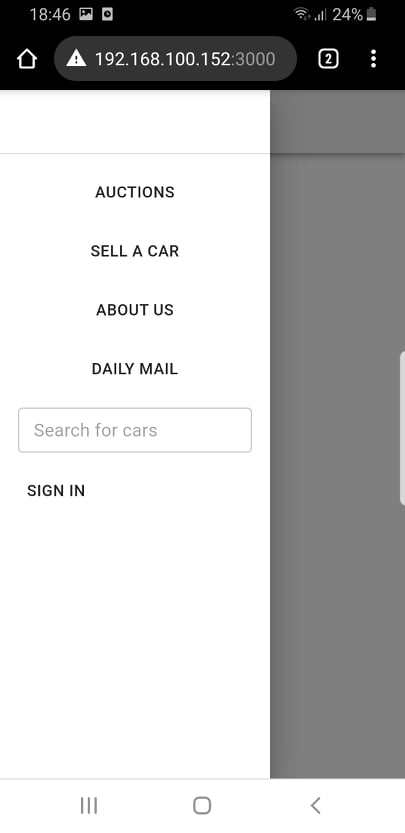 18:46 24%
192.168.100.152:3000 2
AUCTIONS
SELL A CAR
ABOUT US
DAILY MAIL
Search for cars
SIGN IN